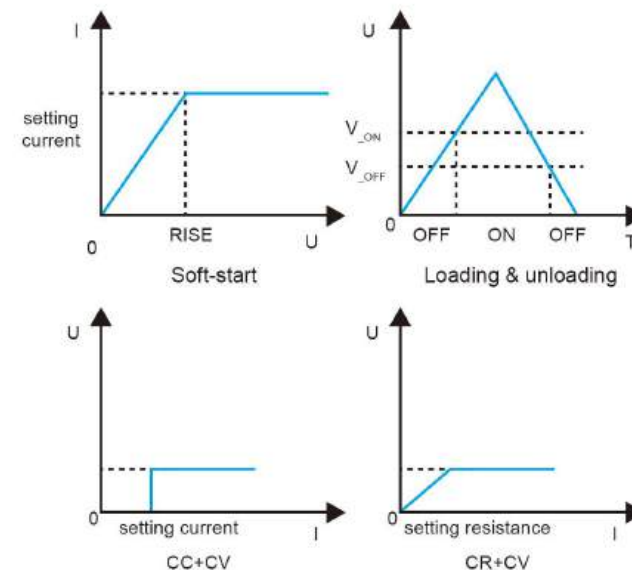 I
setting
current
0
RISE
U
Soft-start
U
V_ON
V_OFF
0
OFF
ON
OFF
T
Loading & unloading
U
0
setting current
I
CC+CV
U
0
setting resistance
I
CR+CV